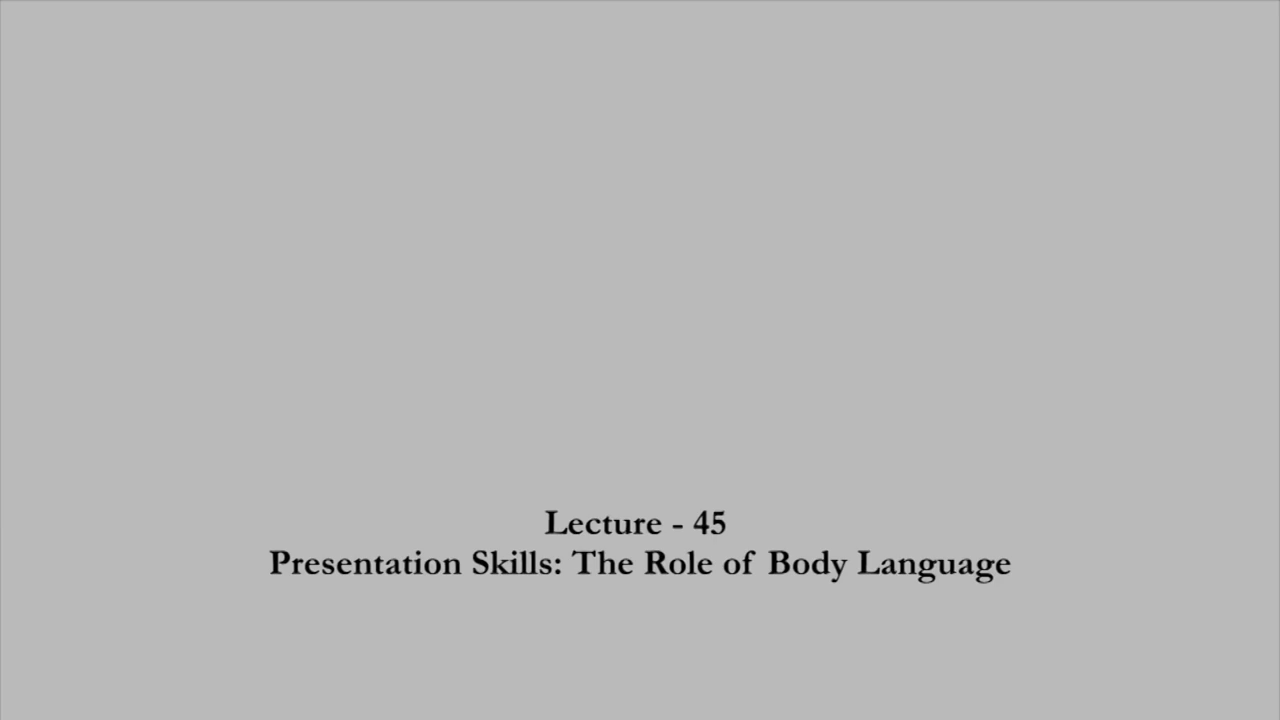 Lecture - 45
Presentation Skills: The Role of Body Language